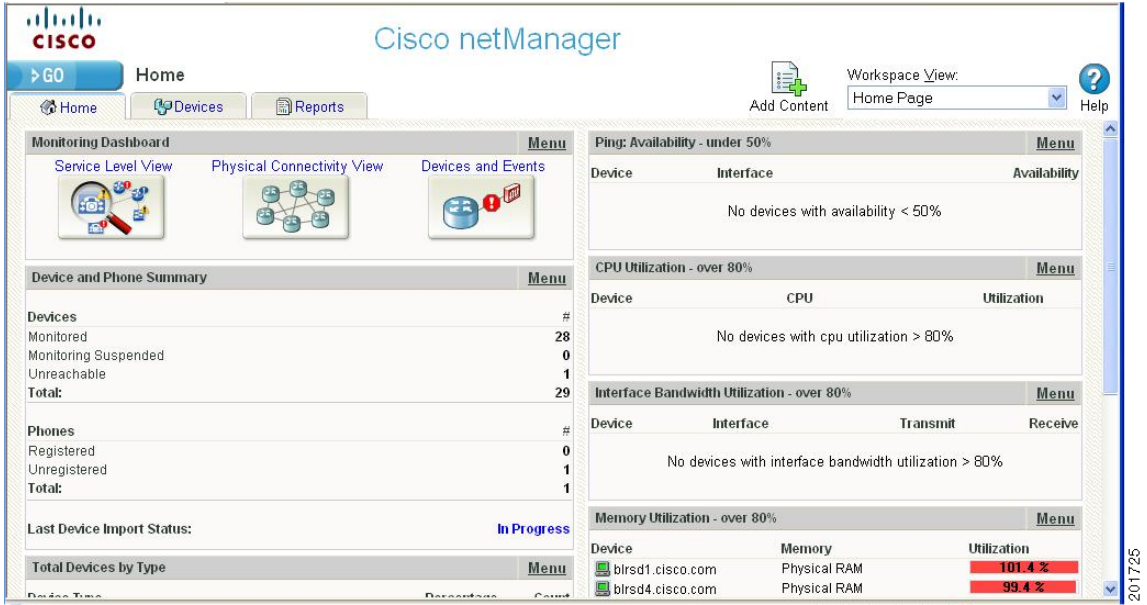 CISCO
Cisco netManager
GO
Home
Add Content
Workspace View:
Home Page
Help
Home
Devices
Reports
Monitoring Dashboard Menu
Service Level View Physical Connectivity View Devices and Events
Device and Phone Summary Menu
Devices #
Monitored 28
Monitoring Suspended 0
Unreachable 1
Total: 29
Phones #
Registered 0
Unregistered 1
Total: 1
Last Device Import Status: In Progress
Total Devices by Type Menu
Device Type Percentage Count
Ping: Availability - under 50% Menu
Device Interface Availability
No devices with availability < 50%
CPU Utilization - over 80% Menu
Device CPU Utilization
No devices with cpu utilization > 80%
Interface Bandwidth Utilization - over 80% Menu
Device Interface Transmit Receive
No devices with interface bandwidth utilization > 80%
Memory Utilization - over 80% Menu
Device Memory Utilization
blrsd1.cisco.com Physical RAM 101.4 %
blrsd4.cisco.com Physical RAM 99.4 %
201725